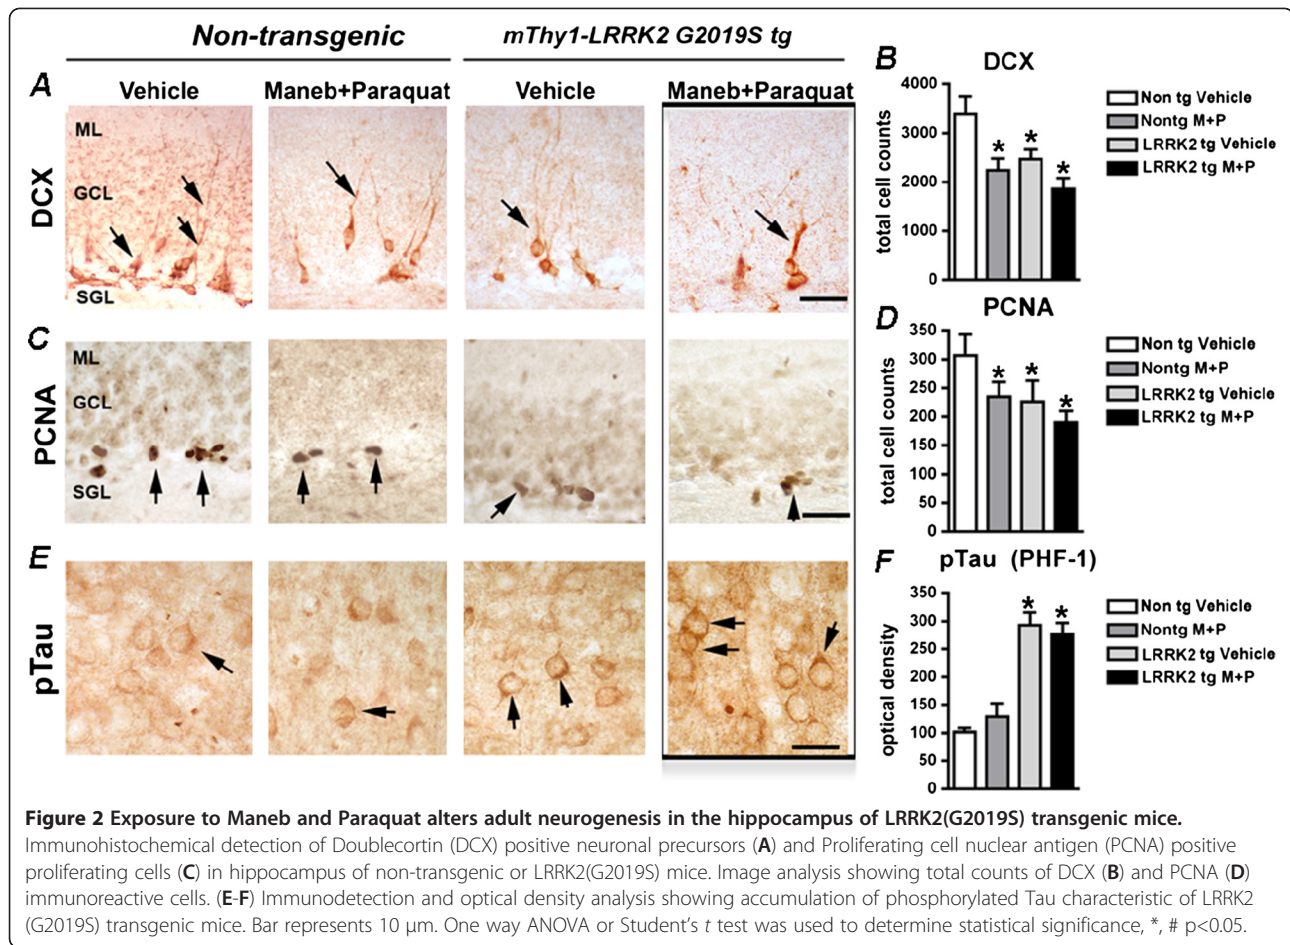 Non-transgenic
mThy1-LRRK2 G2019S tg
A
Vehicle
Maneb+Paraquat
Vehicle
Maneb+Paraquat
DCX
ML
GCL
SGL
C
PCNA
ML
GCL
SGL
E
pTau
B
DCX
total cell counts
4000
3000
2000
1000
0
*
*
*
Non tg Vehicle
Nontg M+P
LRRK2 tg Vehicle
LRRK2 tg M+P
D
PCNA
total cell counts
350
300
250
200
150
100
50
0
*
*
*
Non tg Vehicle
Nontg M+P
LRRK2 tg Vehicle
LRRK2 tg M+P
F
pTau (PHF-1)
optical density
350
300
250
200
150
100
50
0
*
*
Non tg Vehicle
Nontg M+P
LRRK2 tg Vehicle
LRRK2 tg M+P
Figure 2 Exposure to Maneb and Paraquat alters adult neurogenesis in the hippocampus of LRRK2(G2019S) transgenic mice.
Immunohistochemical detection of Doublecortin (DCX) positive neuronal precursors (A) and Proliferating cell nuclear antigen (PCNA) positive
proliferating cells (C) in hippocampus of non-transgenic or LRRK2(G2019S) mice. Image analysis showing total counts of DCX (B) and PCNA (D)
immunoreactive cells. (E-F) Immunodetection and optical density analysis showing accumulation of phosphorylated Tau characteristic of LRRK2
(G2019S) transgenic mice. Bar represents 10 μm. One way ANOVA or Student's t test was used to determine statistical significance, *, # p<0.05.